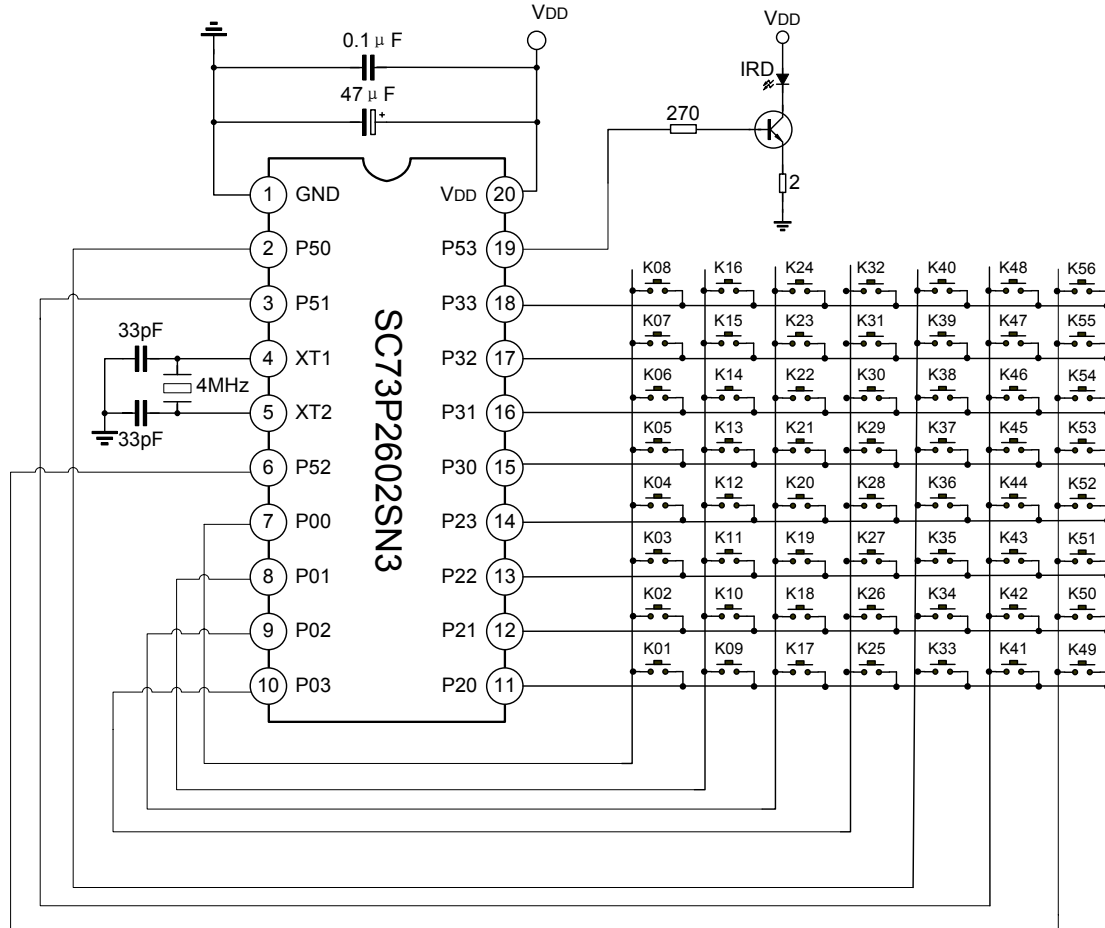 VDD
0.1 μ F
47 μ F
+
VDD
IRD
270
2
1 GND
VDD 20
2 P50
P53 19
3 P51
P33 18
33pF
4 XT1
P32 17
4MHz
5 XT2
P31 16
33pF
6 P52
P30 15
7 P00
P23 14
8 P01
P22 13
9 P02
P21 12
10 P03
P20 11
SC73P2602SN3
K08 K16 K24 K32 K40 K48 K56
K07 K15 K23 K31 K39 K47 K55
K06 K14 K22 K30 K38 K46 K54
K05 K13 K21 K29 K37 K45 K53
K04 K12 K20 K28 K36 K44 K52
K03 K11 K19 K27 K35 K43 K51
K02 K10 K18 K26 K34 K42 K50
K01 K09 K17 K25 K33 K41 K49